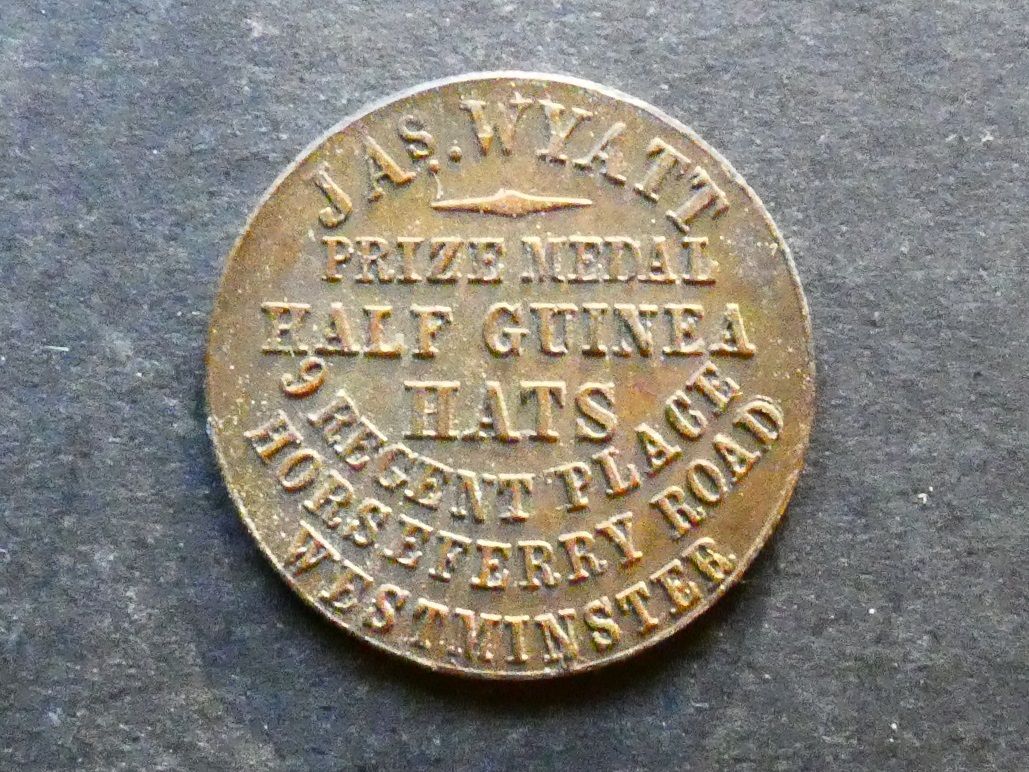 JAs. WYATT
PRIZE MEDAL
HALF GUINEA
HATS
9 REGENT PLACE
HORSEFERRY ROAD
WESTMINSTER